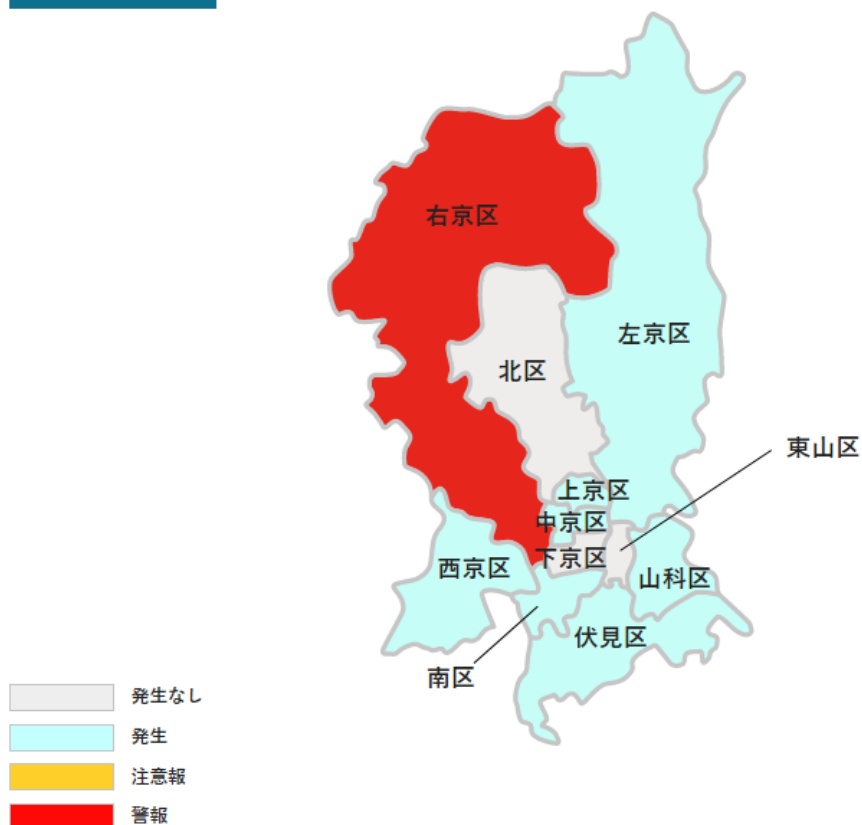 右京区
左京区
北区
東山区
上京区
中京区
下京区
西京区
山科区
伏見区
南区
発生なし
発生
注意報
警報